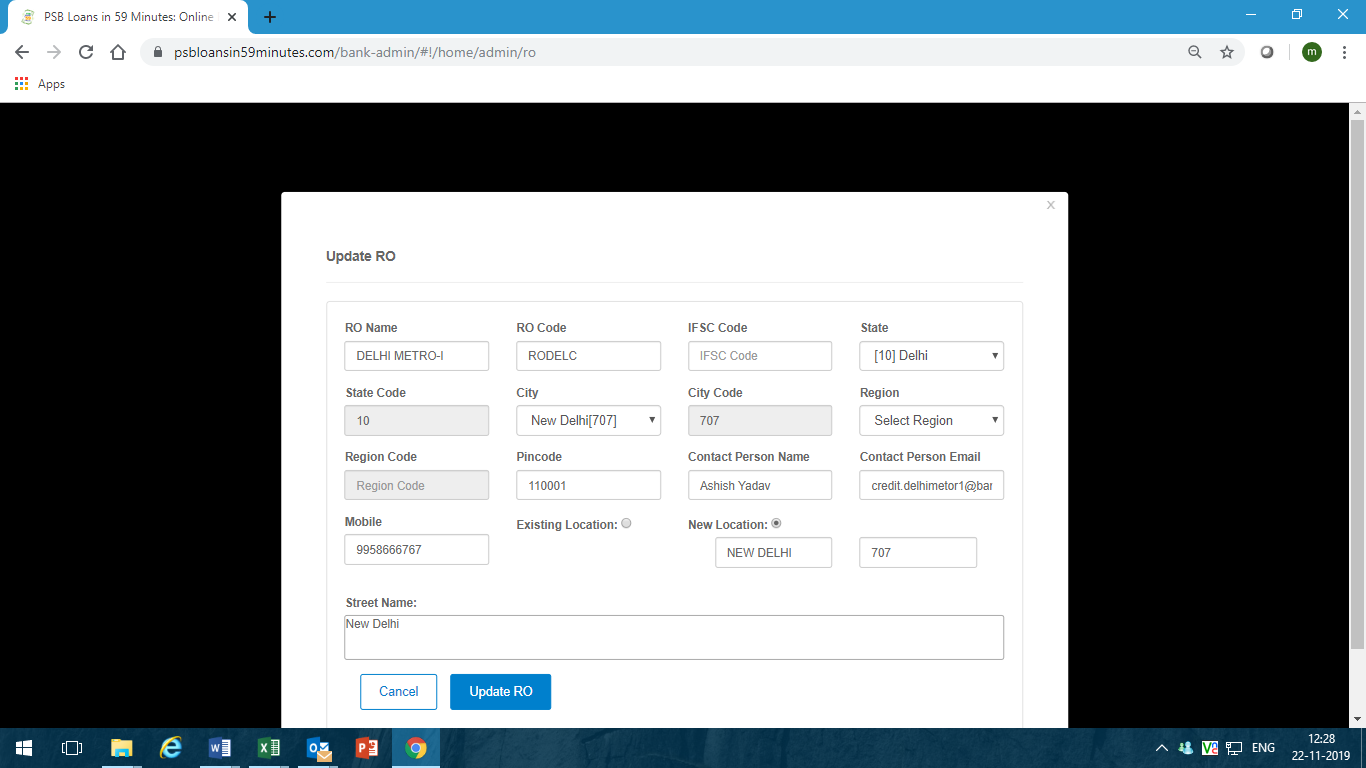 PSB Loans in 59 Minutes: Online
psbloansin59minutes.com/bank-admin/#!/home/admin/ro
m
Apps
X
Update RO
RO Name RO Code IFSC Code State
DELHI METRO-I RODELC IFSC Code [10] Delhi
State Code City City Code Region
10 New Delhi[707] 707 Select Region
Region Code Pincode Contact Person Name Contact Person Email
Region Code 110001 Ashish Yadav credit.delhimetor1@bar
Mobile Existing Location: New Location:
9958666767 NEW DELHI 707
Street Name:
New Delhi
Cancel Update RO
ENG
12:28
22-11-2019